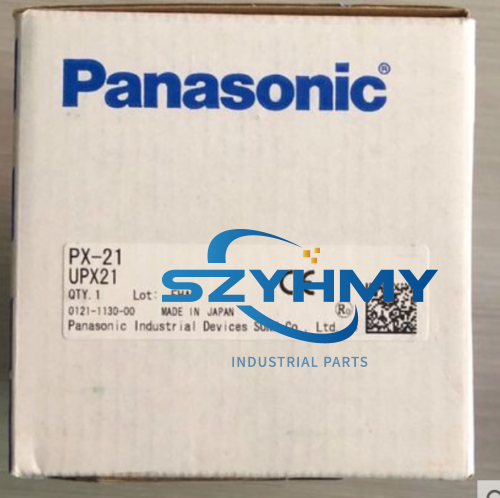 Panasonic®
PX-21
UPX21
QTY.1 Lot:
0121-1130-00 MADE IN JAPAN
Panasonic Industrial Devices Co., Ltd.
CE
SZYHMY
INDUSTRIAL PARTS